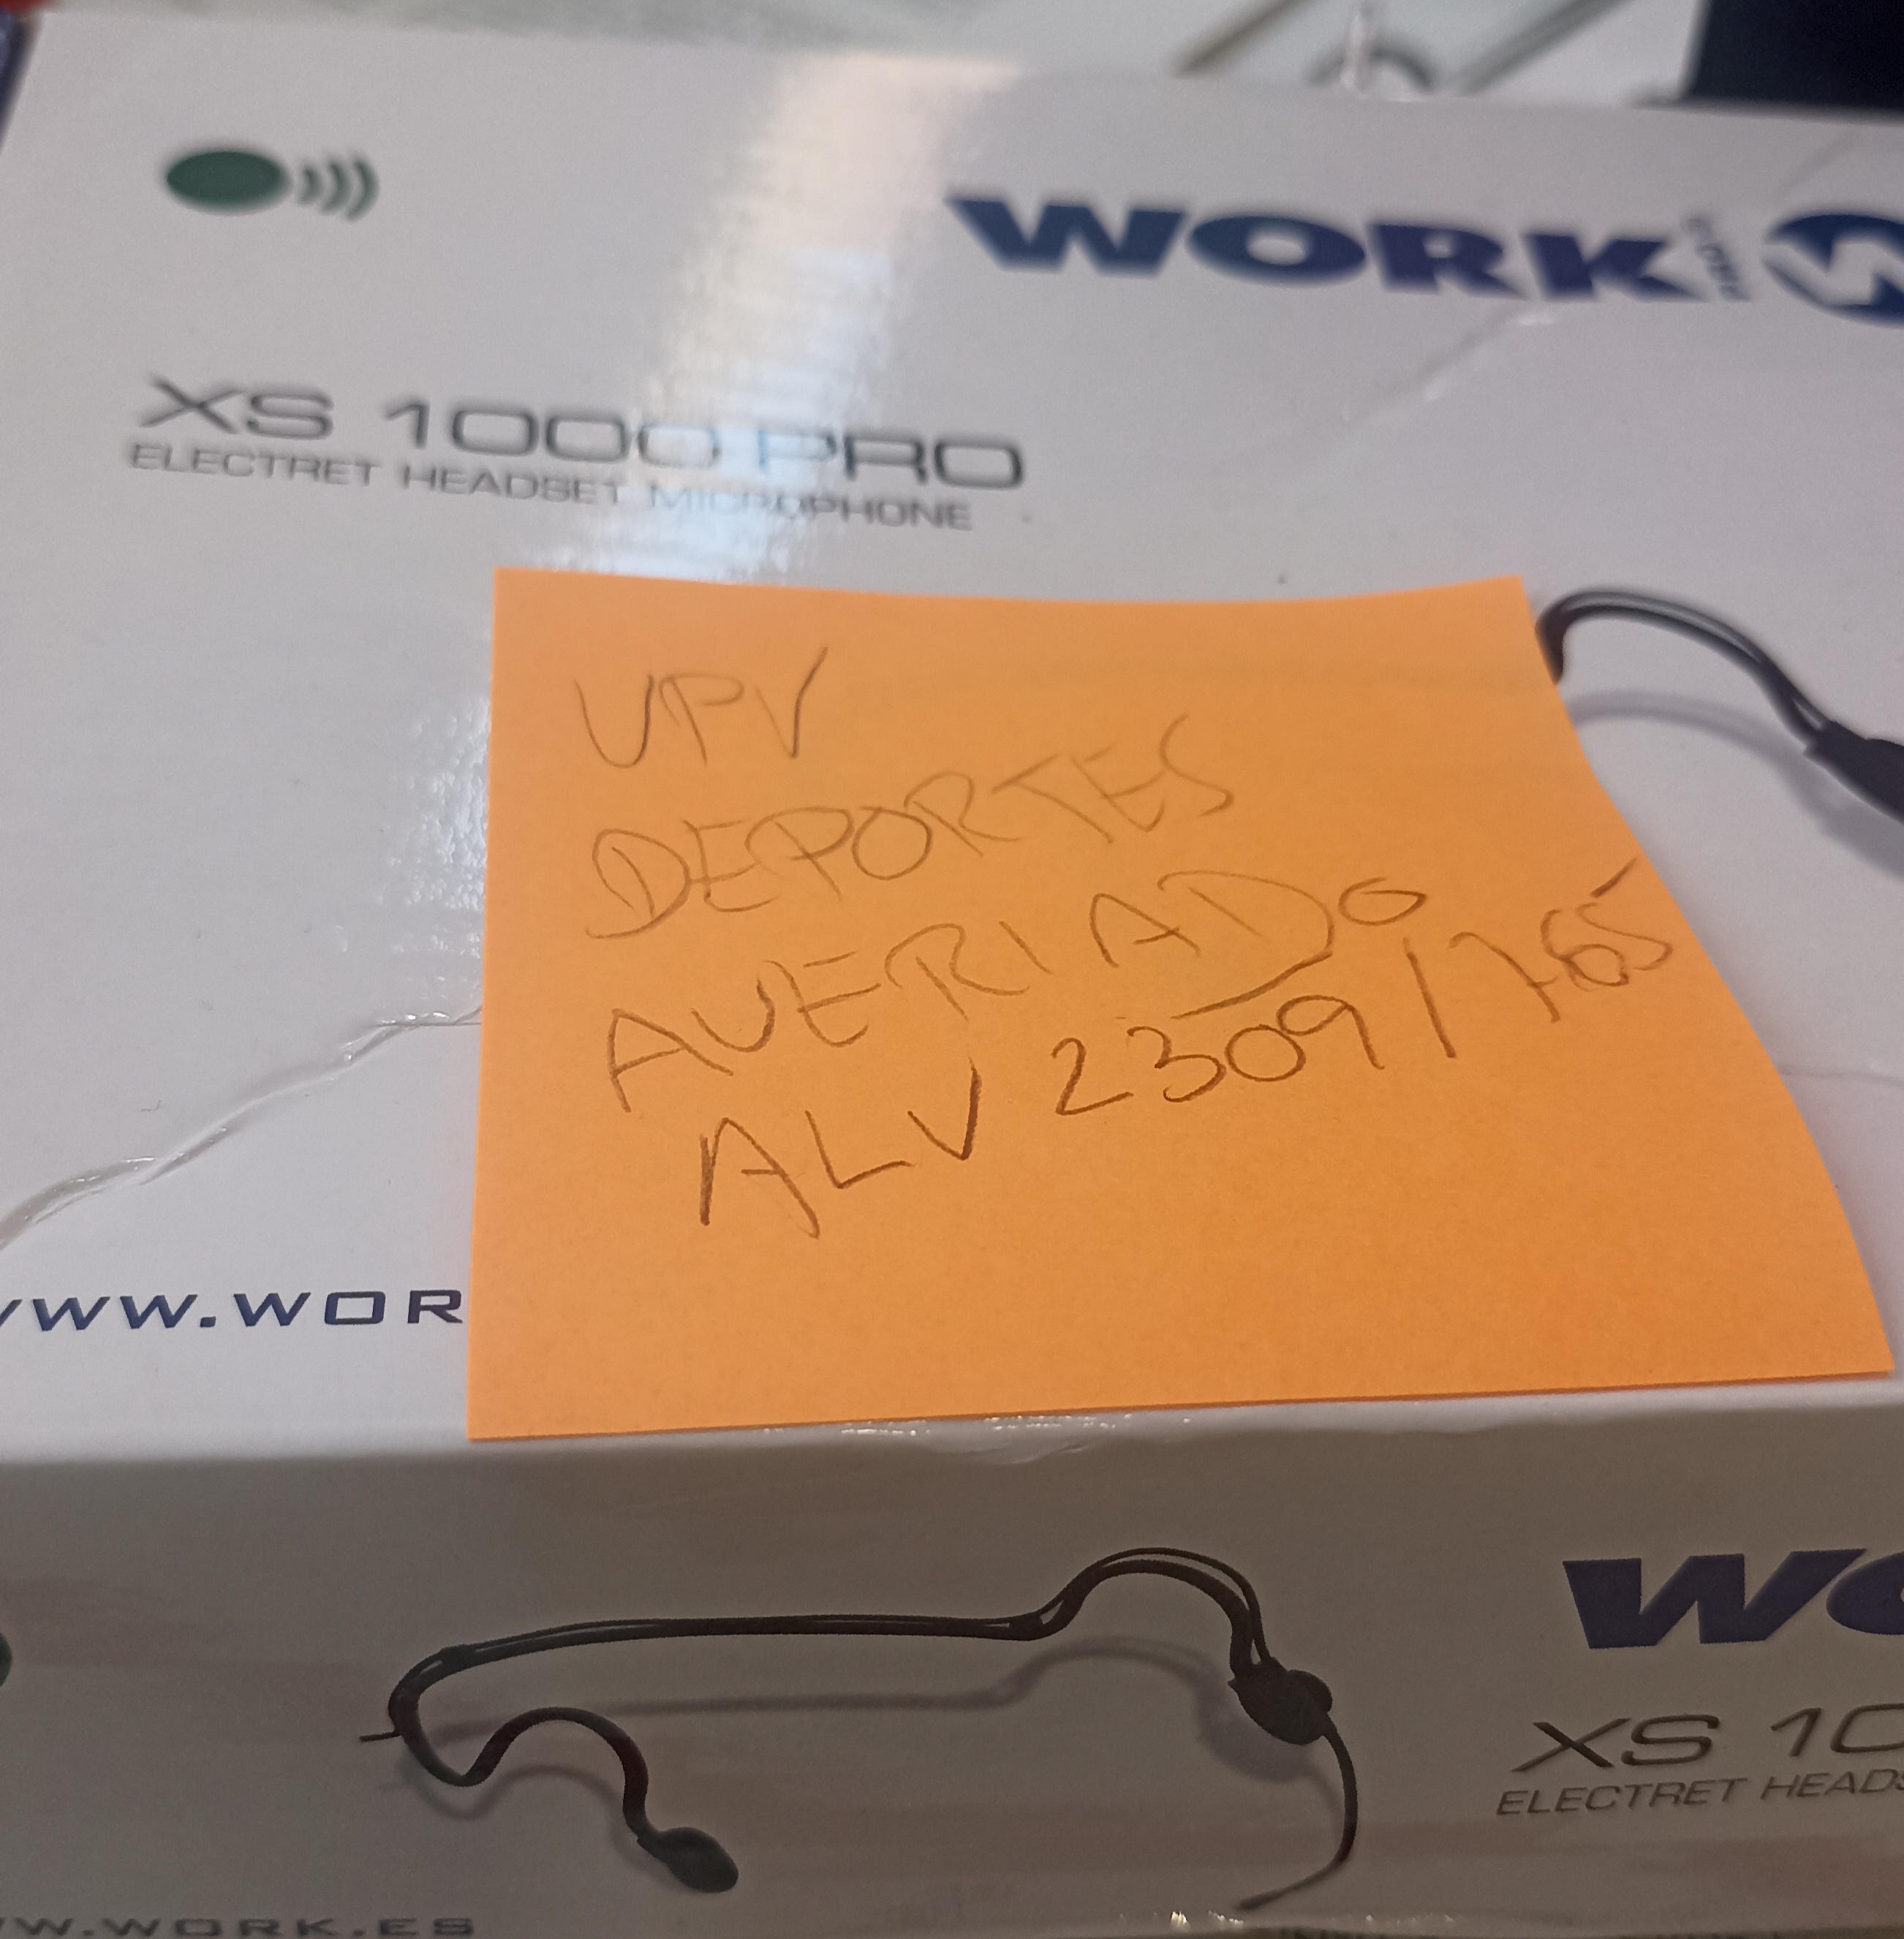 WORK
XS 1000 PRO
ELECTRET HEADSET MICROPHONE
UPV
DEPORTES
AVERIADO
ALV 2309/765
WWW.WOR
WO
XS 10
ELECTRET HEADS
WW.WORK.ES